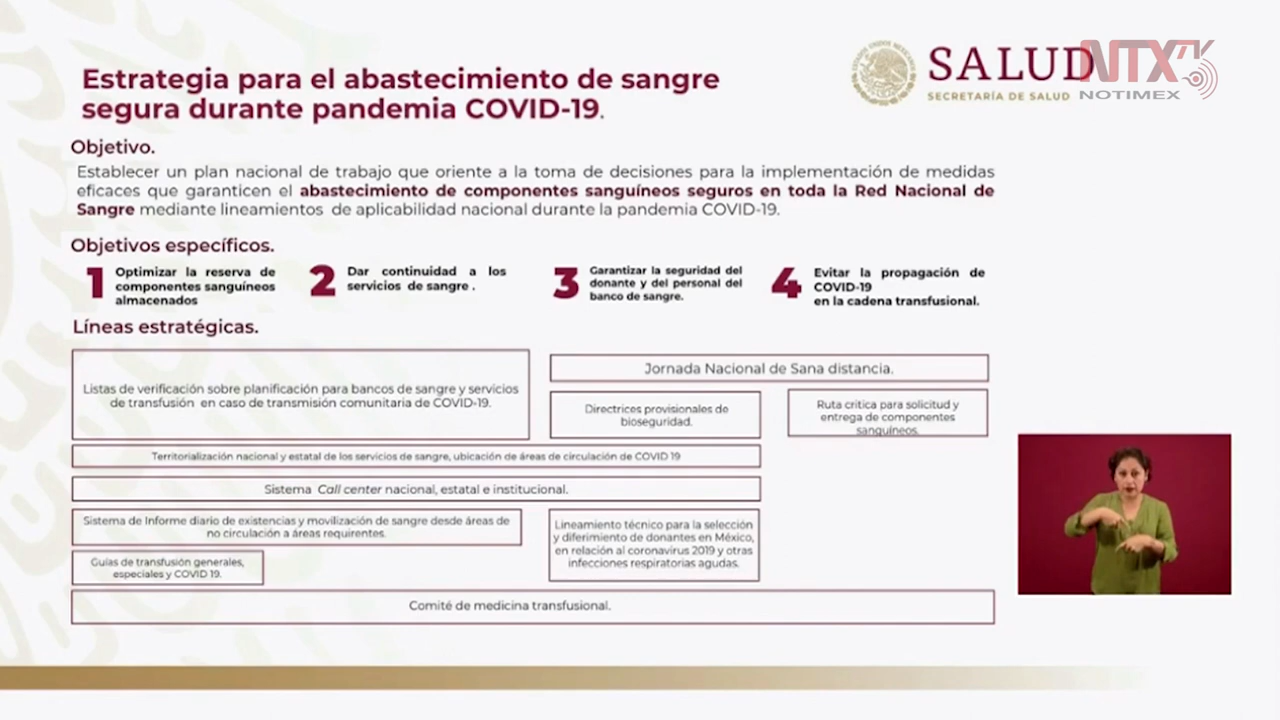 Estrategia para el abastecimiento de sangre
segura durante pandemia COVID-19.
SALUD
SECRETARÍA DE SALUD
NTX TV
NOTIMEX
Objetivo.
Establecer un plan nacional de trabajo que oriente a la toma de decisiones para la implementación de medidas
eficaces que garanticen el abastecimiento de componentes sanguíneos seguros en toda la Red Nacional de
Sangre mediante lineamientos de aplicabilidad nacional durante la pandemia COVID-19.
Objetivos específicos.
1 Optimizar la reserva de
componentes sanguíneos
almacenados
2 Dar continuidad a los
servicios de sangre .
3 Garantizar la seguridad del
donante y del personal del
banco de sangre.
4 Evitar la propagación de
COVID-19
en la cadena transfusional.
Líneas estratégicas.
Listas de verificación sobre planificación para bancos de sangre y servicios
de transfusión en caso de transmisión comunitaria de COVID-19.
Jornada Nacional de Sana distancia.
Directrices provisionales de
bioseguridad.
Ruta critica para solicitud y
entrega de componentes
sanguíneos.
Territorialización nacional y estatal de los servicios de sangre, ubicación de áreas de circulación de COVID 19
Sistema Call center nacional, estatal e institucional.
Sistema de Informe diario de existencias y movilización de sangre desde áreas de
no circulación a áreas requirentes.
Lineamiento técnico para la selección
y diferimiento de donantes en México,
en relación al coronavirus 2019 y otras
infecciones respiratorias agudas.
Guías de transfusión generales,
especiales y COVID 19.
Comité de medicina transfusional.